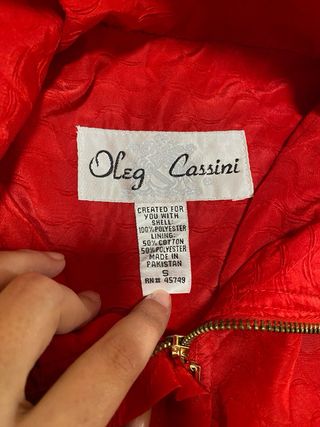 Oleg Cassini
CREATED FOR
YOU WITH
SHELL:
100% POLYESTER
LINING:
50% COTTON
50% POLYESTER
MADE IN
PAKISTAN
S
RN# 45749